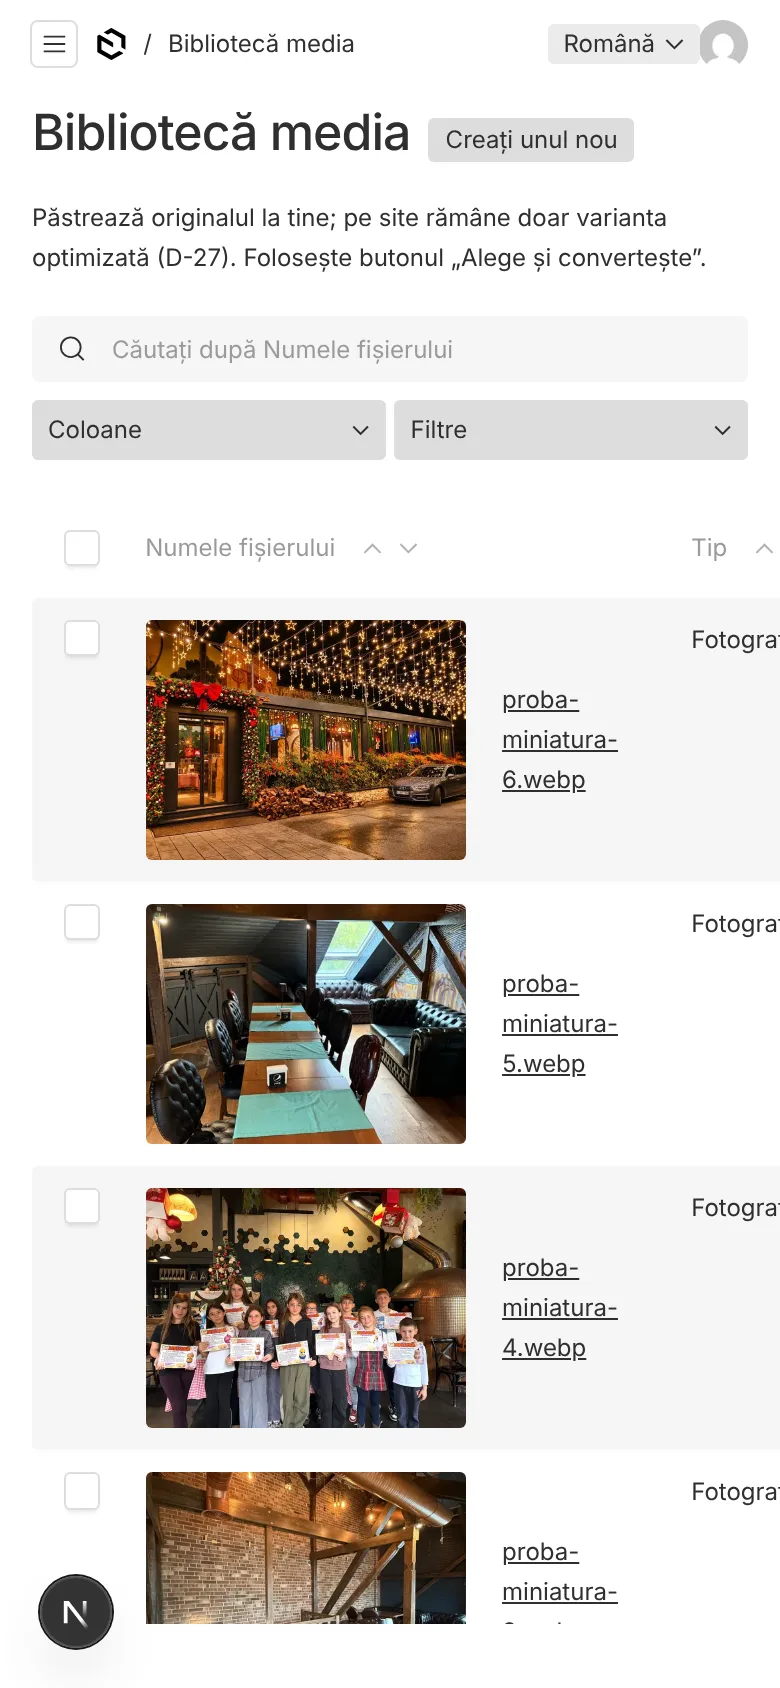 / Bibliotecă media
Română
Bibliotecă media
Creați unul nou
Păstrează originalul la tine; pe site rămâne doar varianta
optimizată (D-27). Folosește butonul „Alege și convertește”.
Căutați după Numele fișierului
Coloane
Filtre
Numele fișierului
Tip
Fotogra
proba-
miniatura-
6.webp
Fotogra
proba-
miniatura-
5.webp
Fotogra
proba-
miniatura-
4.webp
Fotogra
proba-
miniatura-
N